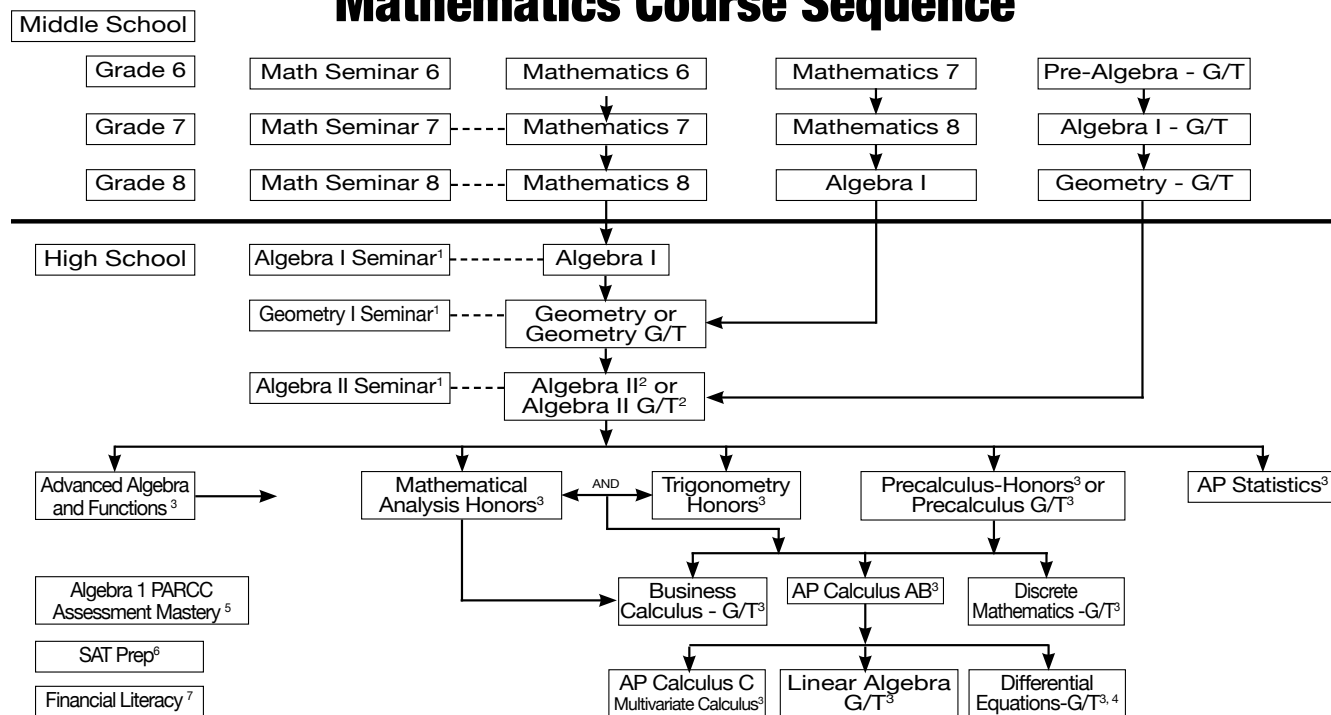 Mathematics Course Sequence
Middle School
Grade 6
Math Seminar 6
Mathematics 6
Mathematics 7
Pre-Algebra - G/T
Grade 7
Math Seminar 7
Mathematics 7
Mathematics 8
Algebra I - G/T
Grade 8
Math Seminar 8
Mathematics 8
Algebra I
Geometry - G/T
High School
Algebra I Seminar¹
Algebra I
Geometry I Seminar¹
Geometry or
Geometry G/T
Algebra II Seminar¹
Algebra II² or
Algebra II G/T²
Advanced Algebra
and Functions ³
Mathematical
Analysis Honors³
AND
Trigonometry
Honors³
Precalculus-Honors³ or
Precalculus G/T³
AP Statistics³
Algebra 1 PARCC
Assessment Mastery ⁵
Business
Calculus - G/T³
AP Calculus AB³
Discrete
Mathematics -G/T³
SAT Prep⁶
Financial Literacy ⁷
AP Calculus C
Multivariate Calculus³
Linear Algebra
G/T³
Differential
Equations-G/T³, ⁴